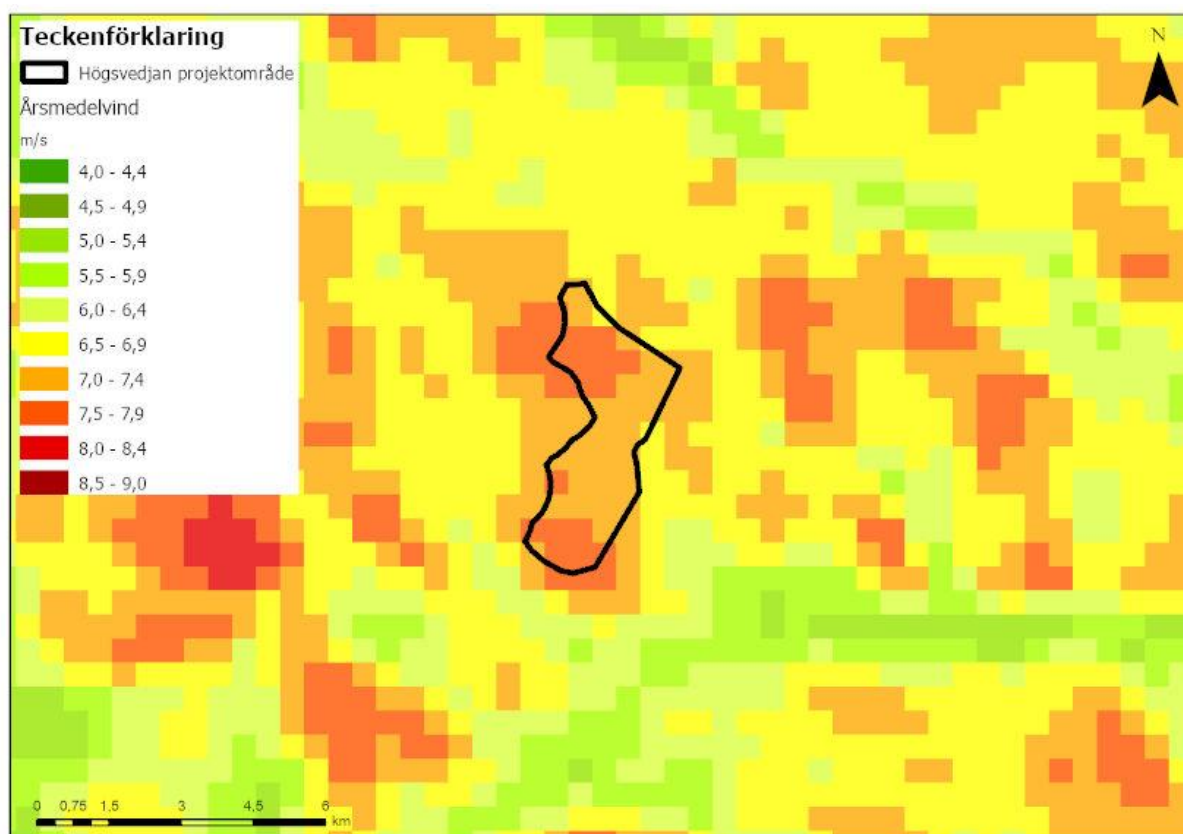 Teckenförklaring
Högsvedjan projektområde
Årsmedelvind
m/s
4,0 - 4,4
4,5 - 4,9
5,0 - 5,4
5,5 - 5,9
6,0 - 6,4
6,5 - 6,9
7,0 - 7,4
7,5 - 7,9
8,0 - 8,4
8,5 - 9,0
N
0 0,75 1,5 3 4,5 6
km